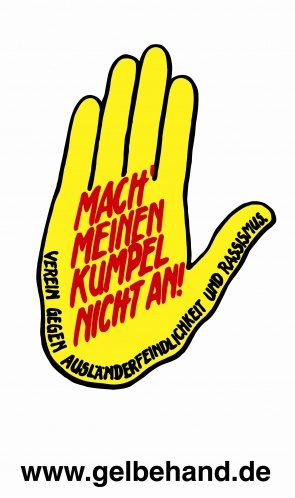 MACH'
MEINEN
KUMPEL
NICHT AN!
VEREIN GEGEN AUSLÄNDERFEINDLICHKEIT UND RASSISMUS.
www.gelbehand.de